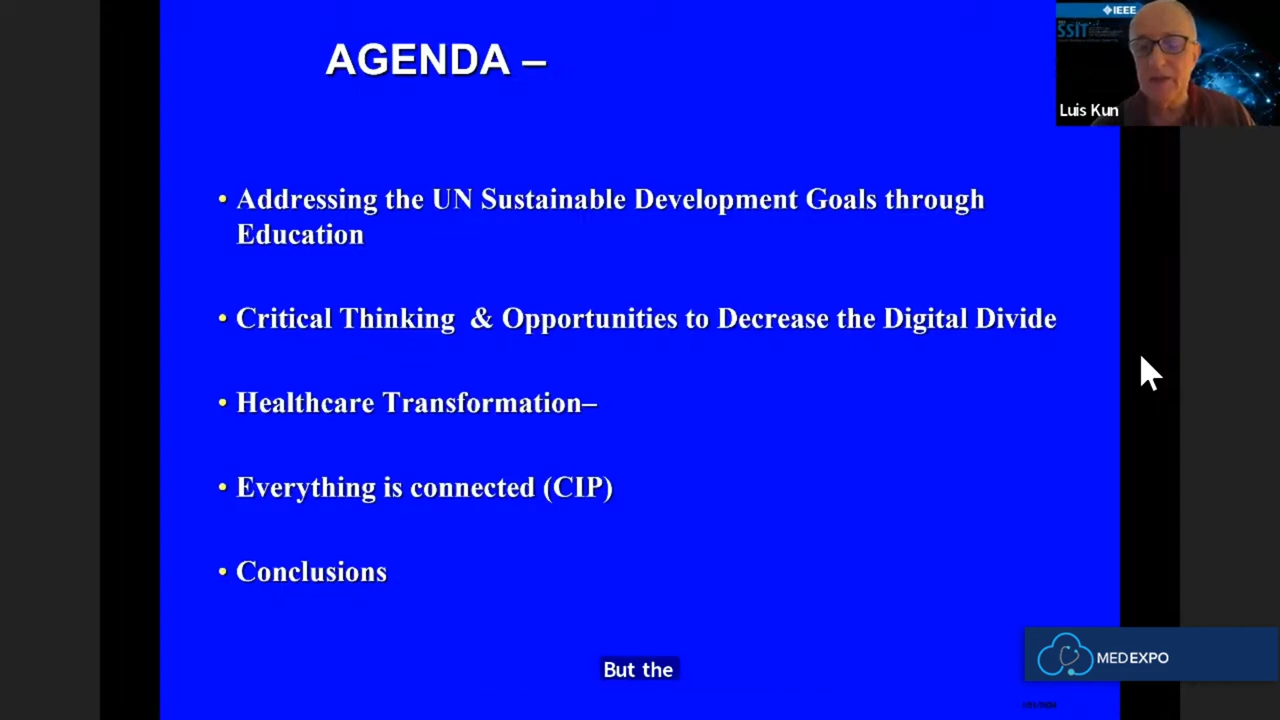 AGENDA –
IEEE
SSIT
Luis Kun
• Addressing the UN Sustainable Development Goals through
Education
• Critical Thinking & Opportunities to Decrease the Digital Divide
• Healthcare Transformation–
• Everything is connected (CIP)
• Conclusions
But the
MEDEXPO